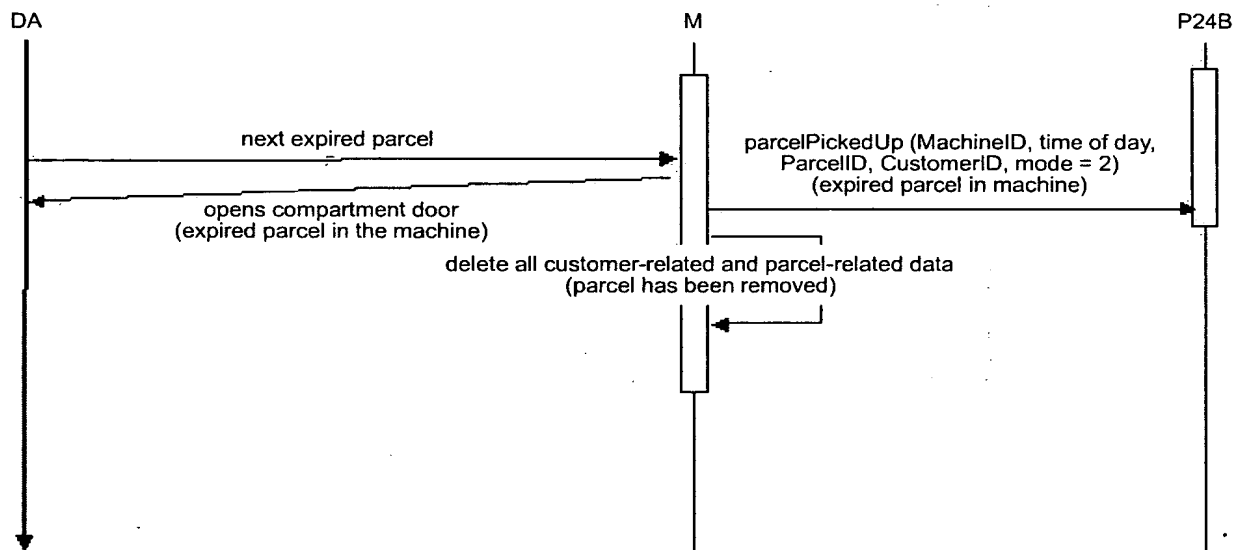 DA
M
P24B
next expired parcel
parcelPickedUp (MachineID, time of day,
ParcelID, CustomerID, mode = 2)
(expired parcel in machine)
opens compartment door
(expired parcel in the machine)
delete all customer-related and parcel-related data
(parcel has been removed)